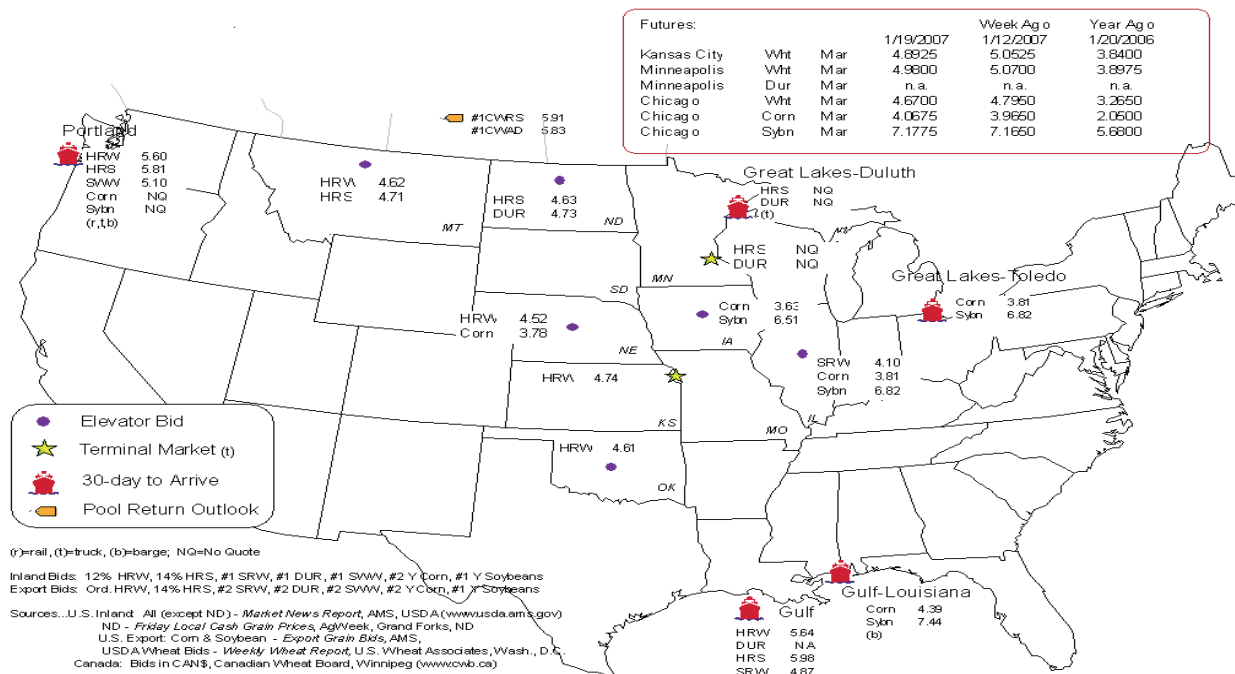 Futures: Week Ago Year Ago
1/19/2007 1/12/2007 1/20/2006
Kansas City Wht Mar 4.8925 5.0525 3.8400
Minneapolis Wht Mar 4.9800 5.0700 3.8975
Minneapolis Dur Mar n.a. n.a. n.a.
Chicago Wht Mar 4.6700 4.7950 3.2650
Chicago Corn Mar 4.0675 3.9650 2.0500
Chicago Sybn Mar 7.1775 7.1650 5.6800
#1CWRS 5.91
#1CWAD 5.83
Portland
HRW 5.60
HRS 5.81
SWW 5.10
Corn NQ
Sybn NQ
(r,t,b)
HRW 4.62
HRS 4.71
MT
HRS 4.63
DUR 4.73
ND
Great Lakes-Duluth
HRS NQ
DUR NQ
(t)
HRS NQ
DUR NQ
MN
SD
Great Lakes-Toledo
Corn 3.81
Sybn 6.82
Corn 3.63
Sybn 6.51
IA
HRW 4.52
Corn 3.78
NE
SRW 4.10
Corn 3.81
Sybn 6.82
IL
HRW 4.74
KS
MO
HRW 4.61
OK
Elevator Bid
Terminal Market (t)
30-day to Arrive
Pool Return Outlook
(r)=rail, (t)=truck, (b)=barge; NQ=No Quote
Inland Bids: 12% HRW, 14% HRS, #1 SRW, #1 DUR, #1 SWW, #2 Y Corn, #1 Y Soybeans
Export Bids: Ord. HRW, 14% HRS, #2 SRW, #2 DUR, #2 SWW, #2 Y Corn, #1 Y Soybeans
Sources...U.S. Inland: All (except ND) - Market News Report, AMS, USDA (www.usda.ams.gov)
ND - Friday Local Cash Grain Prices, AgWeek, Grand Forks, ND
U.S. Export: Corn & Soybean - Export Grain Bids, AMS,
USDA Wheat Bids - Weekly Wheat Report, U.S. Wheat Associates, Wash., D.C.
Canada: Bids in CAN$, Canadian Wheat Board, Winnipeg (www.cwb.ca)
Gulf-Louisiana
Corn 4.39
Sybn 7.44
(b)
Gulf
HRW 5.64
DUR NA
HRS 5.98
SRW 4.87